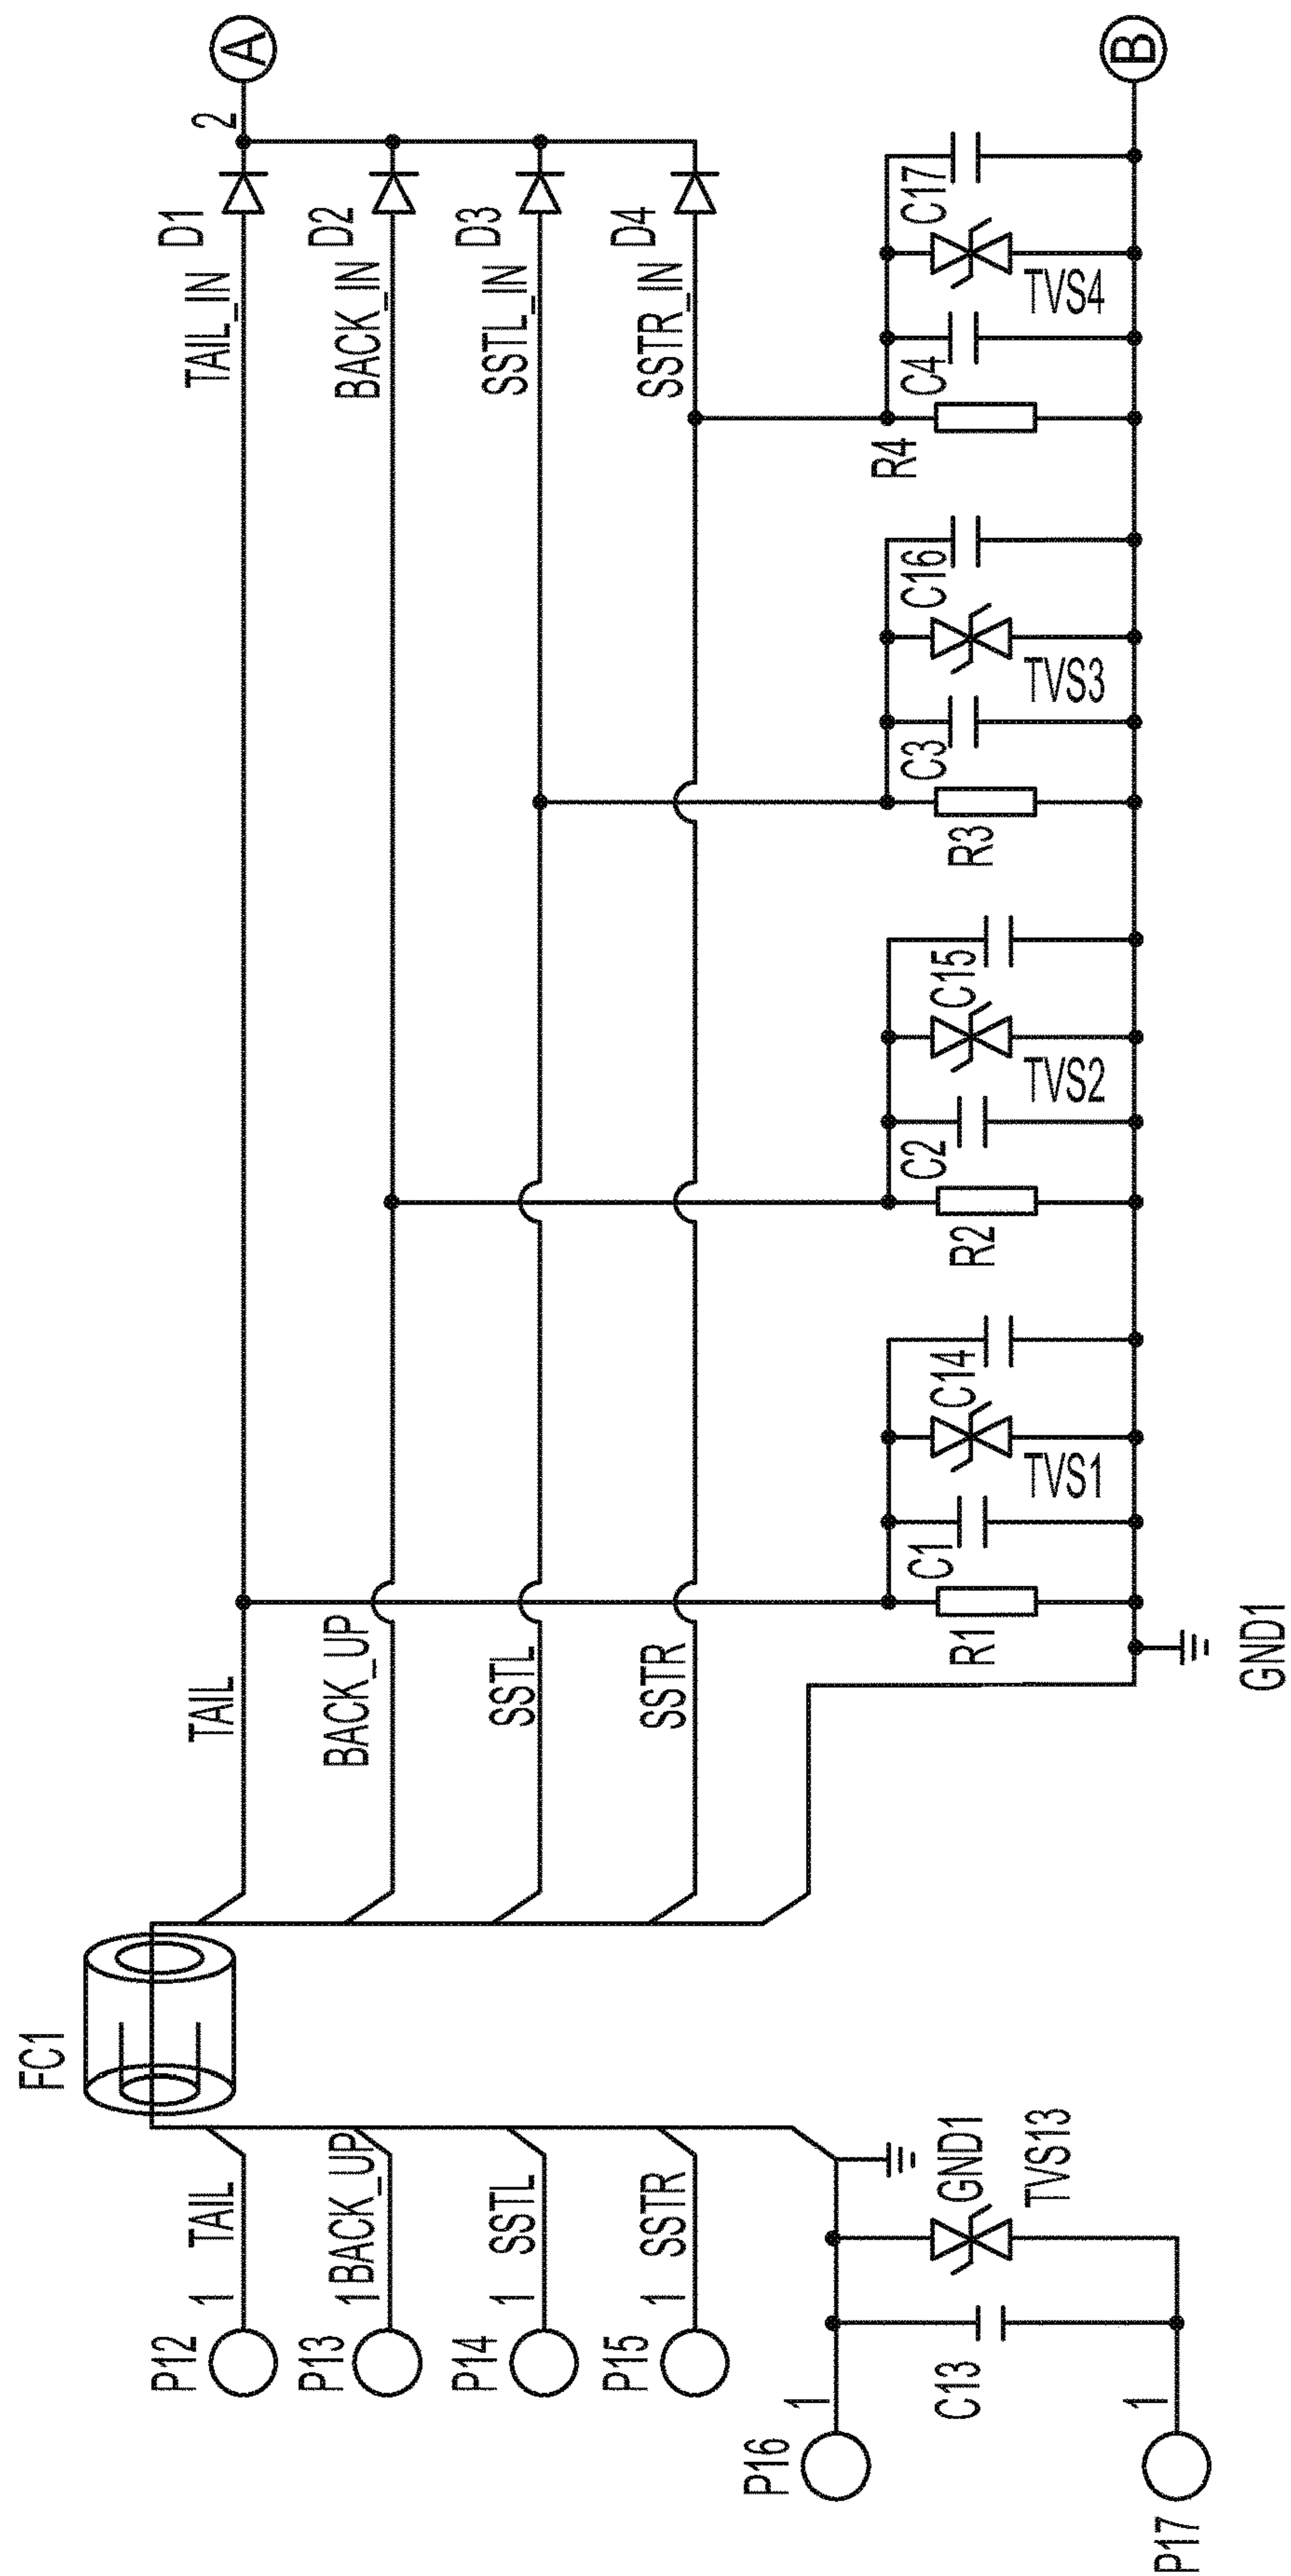 FC1
P12
1
TAIL
TAIL
TAIL_IN
D1
2
A
P13
1
BACK_UP
BACK_UP
BACK_IN
D2
P14
1
SSTL
SSTL
SSTL_IN
D3
P15
1
SSTR
SSTR
SSTR_IN
D4
P16
1
C13
GND1
TVS13
P17
1
R1
C1
TVS1
C14
R2
C2
TVS2
C15
R3
C3
TVS3
C16
R4
C4
TVS4
C17
B
GND1